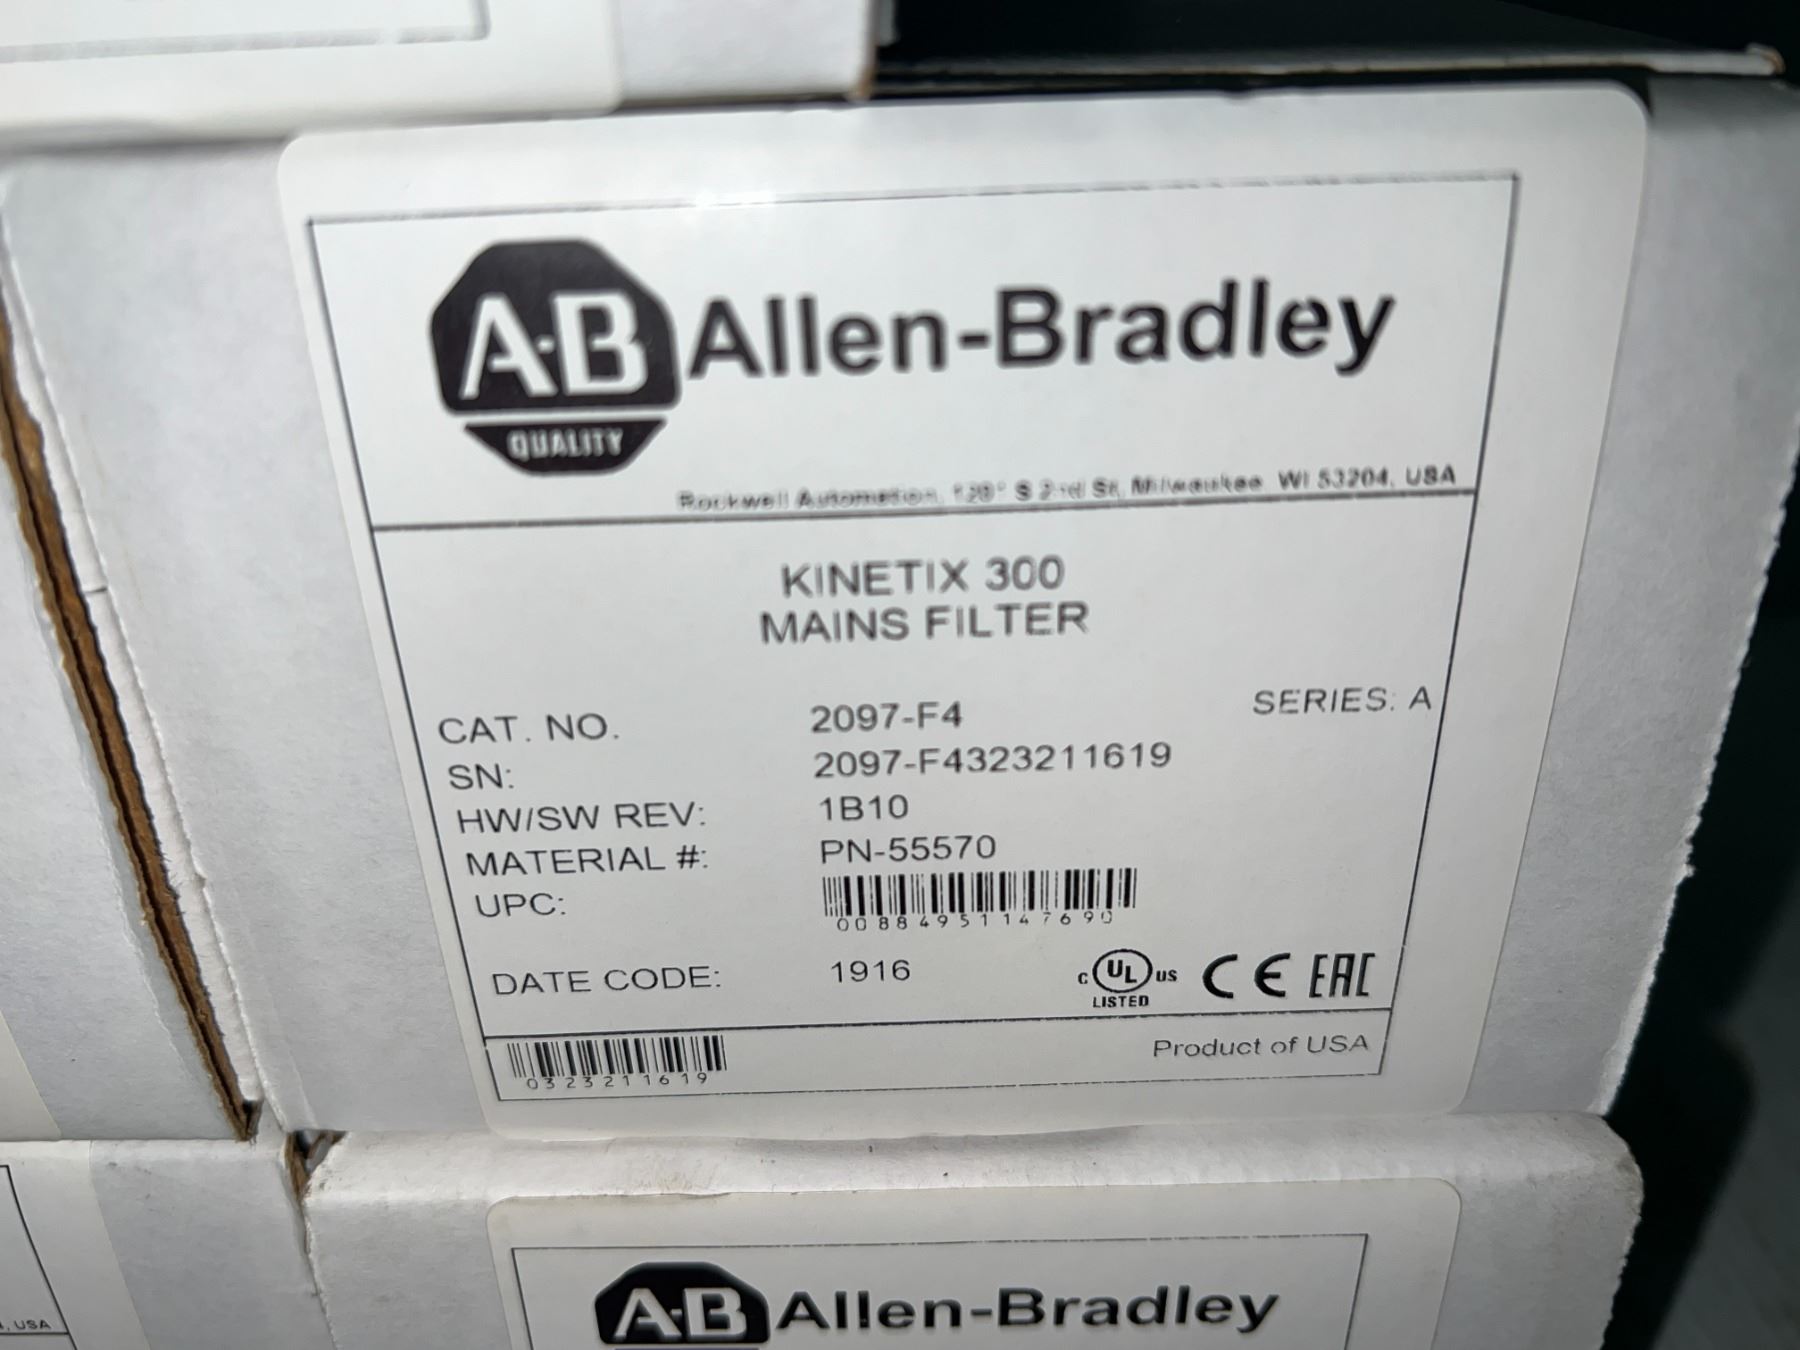 A-B
QUALITY
Allen-Bradley
Rockwell Automation, S 2nd St, Milwaukee WI 53204, USA
KINETIX 300
MAINS FILTER
CAT. NO. 2097-F4 SERIES: A
SN: 2097-F4323211619
HW/SW REV: 1B10
MATERIAL #: PN-55570
UPC:
00884951147690
DATE CODE: 1916
C UL US
LISTED
CE EAC
0323211619
Product of USA
, USA
A-B Allen-Bradley